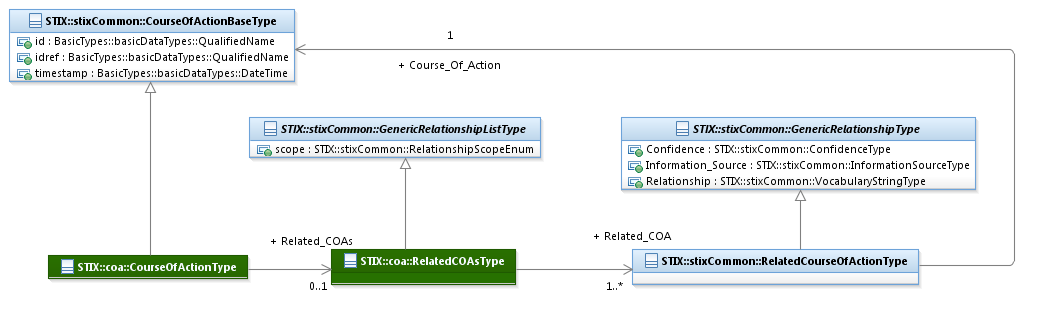 STIX::stixCommon::CourseOfActionBaseType
id : BasicTypes::basicDataTypes::QualifiedName
idref : BasicTypes::basicDataTypes::QualifiedName
timestamp : BasicTypes::basicDataTypes::DateTime
1
+ Course_Of_Action
STIX::stixCommon::GenericRelationshipListType
scope : STIX::stixCommon::RelationshipScopeEnum
STIX::stixCommon::GenericRelationshipType
Confidence : STIX::stixCommon::ConfidenceType
Information_Source : STIX::stixCommon::InformationSourceType
Relationship : STIX::stixCommon::VocabularyStringType
STIX::coa::CourseOfActionType
+ Related_COAs
0..1
STIX::coa::RelatedCOAsType
+ Related_COA
1..*
STIX::stixCommon::RelatedCourseOfActionType